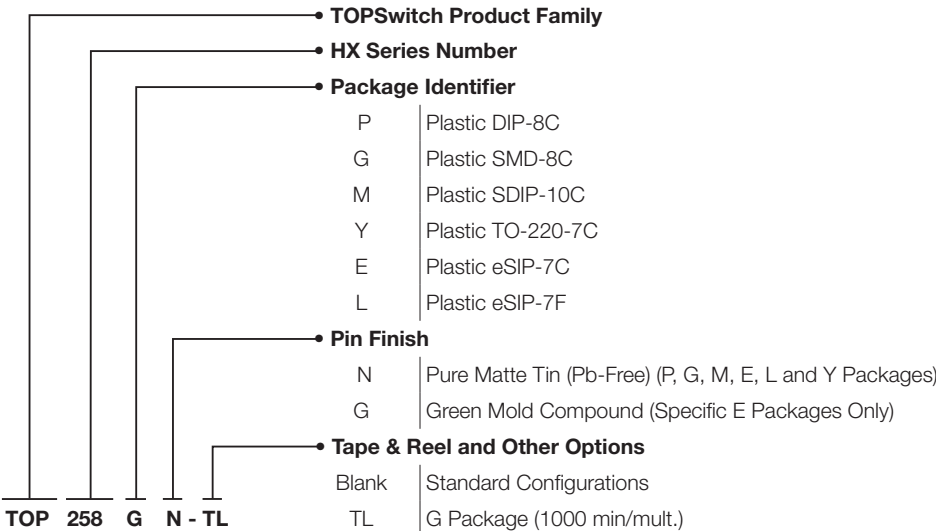 TOPSwitch Product Family
HX Series Number
Package Identifier
P Plastic DIP-8C
G Plastic SMD-8C
M Plastic SDIP-10C
Y Plastic TO-220-7C
E Plastic eSIP-7C
L Plastic eSIP-7F
Pin Finish
N Pure Matte Tin (Pb-Free) (P, G, M, E, L and Y Packages)
G Green Mold Compound (Specific E Packages Only)
Tape & Reel and Other Options
Blank Standard Configurations
TL G Package (1000 min/mult.)
TOP 258 G N - TL